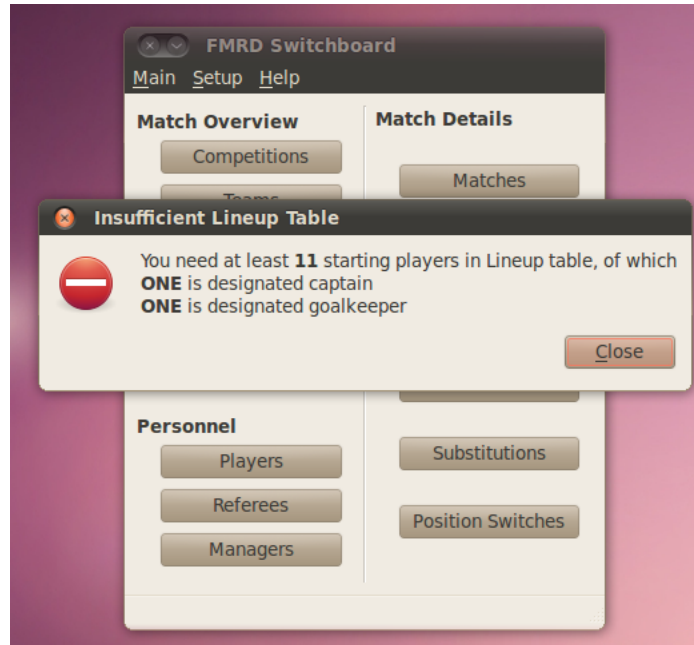 FMRD Switchboard
Main Setup Help
Match Overview
Match Details
Competitions
Matches
Teams
Insufficient Lineup Table
You need at least 11 starting players in Lineup table, of which
ONE is designated captain
ONE is designated goalkeeper
Close
Personnel
Players
Referees
Managers
Substitutions
Position Switches